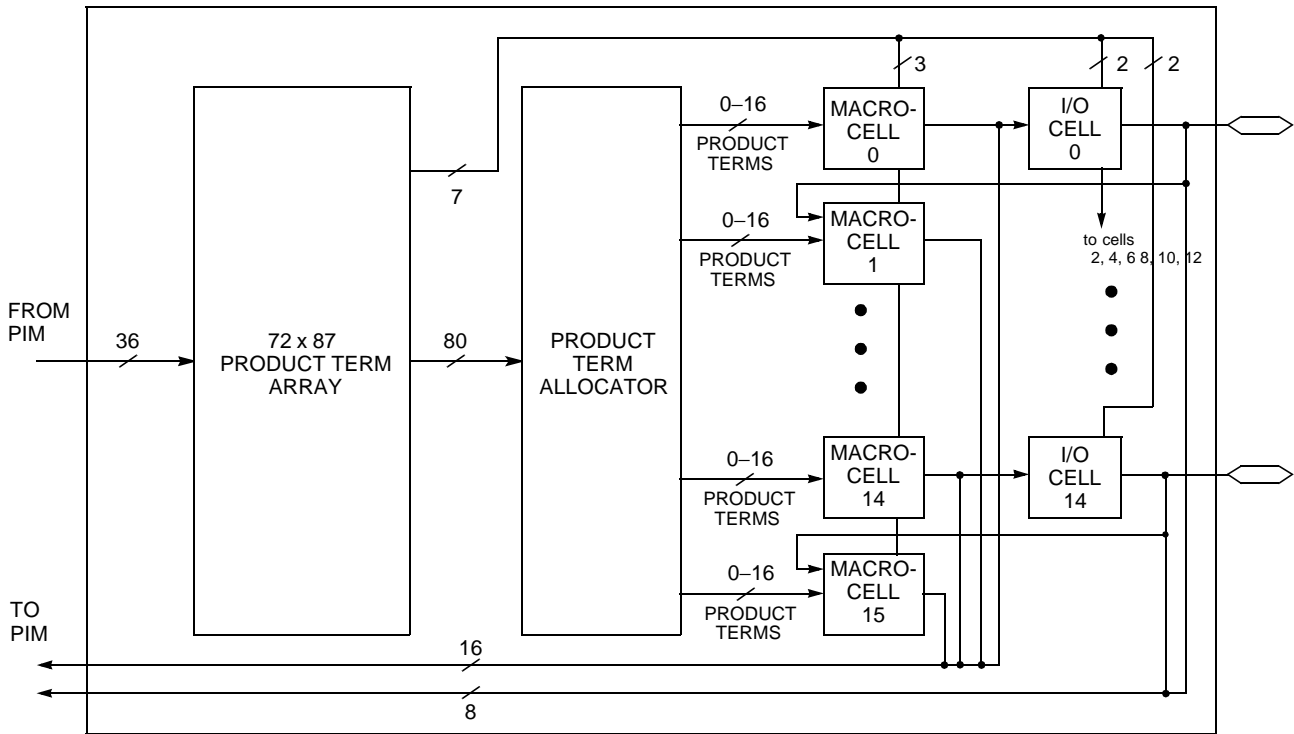 3
2
2
0–16
PRODUCT
TERMS
MACRO-
CELL
0
I/O
CELL
0
7
0–16
PRODUCT
TERMS
MACRO-
CELL
1
to cells
2, 4, 6 8, 10, 12
FROM
PIM
36
72 x 87
PRODUCT TERM
ARRAY
80
PRODUCT
TERM
ALLOCATOR
0–16
PRODUCT
TERMS
MACRO-
CELL
14
I/O
CELL
14
0–16
PRODUCT
TERMS
MACRO-
CELL
15
TO
PIM
16
8